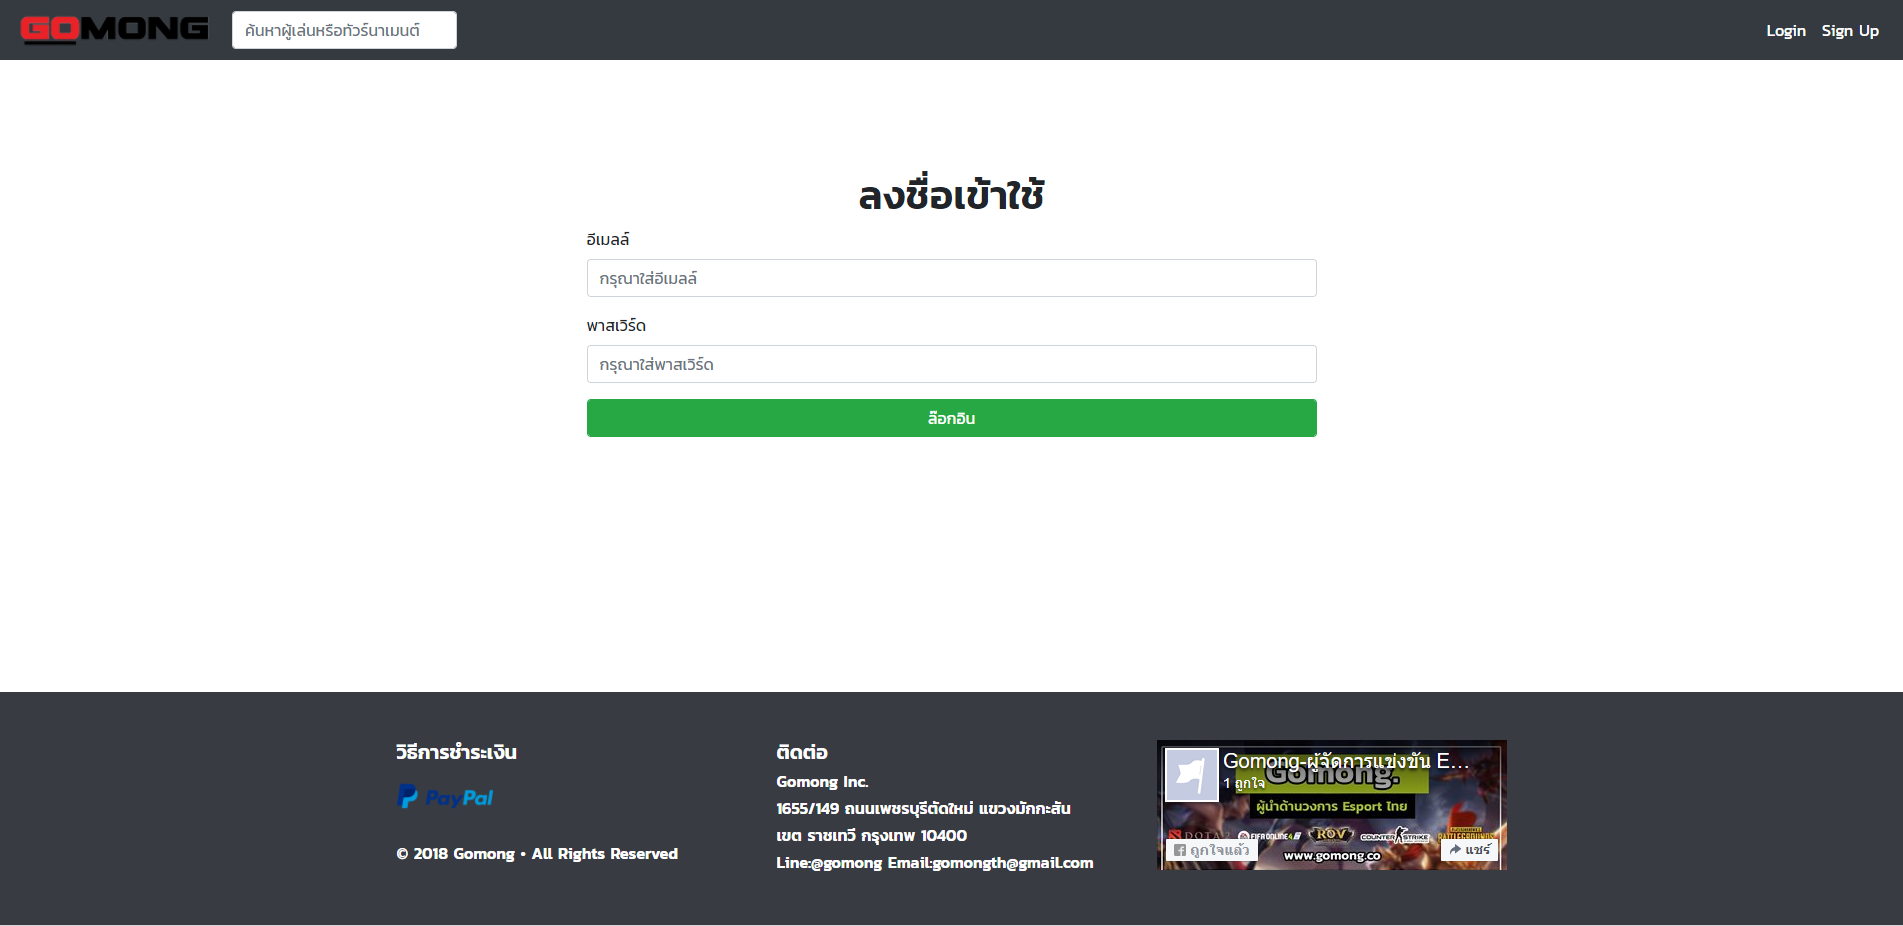 GOMONG
ค้นหาผู้เล่นหรือทัวร์นาเมนต์
Login Sign Up
ลงชื่อเข้าใช้
อีเมลล์
กรุณาใส่อีเมลล์
พาสเวิร์ด
กรุณาใส่พาสเวิร์ด
ล๊อกอิน
วิธีการชำระเงิน
PayPal
© 2018 Gomong • All Rights Reserved
ติดต่อ
Gomong Inc.
1655/149 ถนนเพชรบุรีตัดใหม่ แขวงมักกะสัน
เขต ราชเทวี กรุงเทพ 10400
Line:@gomong Email:gomongth@gmail.com
Gomong-ผู้จัดการแข่งขัน E...
Gomong.
1 ถูกใจ
ผู้นำด้านวงการ Esport ไทย
DOTA 2 FIFA ONLINE 4 ROV COUNTER STRIKE BATTLEGROUNDS
ถูกใจแล้ว
www.gomong.co
แชร์